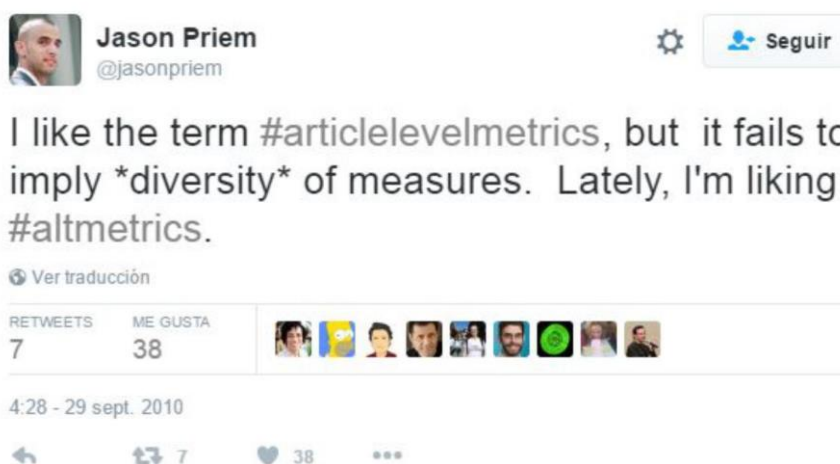 Jason Priem
@jasonpriem
Seguir
I like the term #articlelevelmetrics, but it fails to
imply *diversity* of measures. Lately, I'm liking
#altmetrics.
Ver traducción
RETWEETS ME GUSTA
7 38
4:28 - 29 sept. 2010
7 38